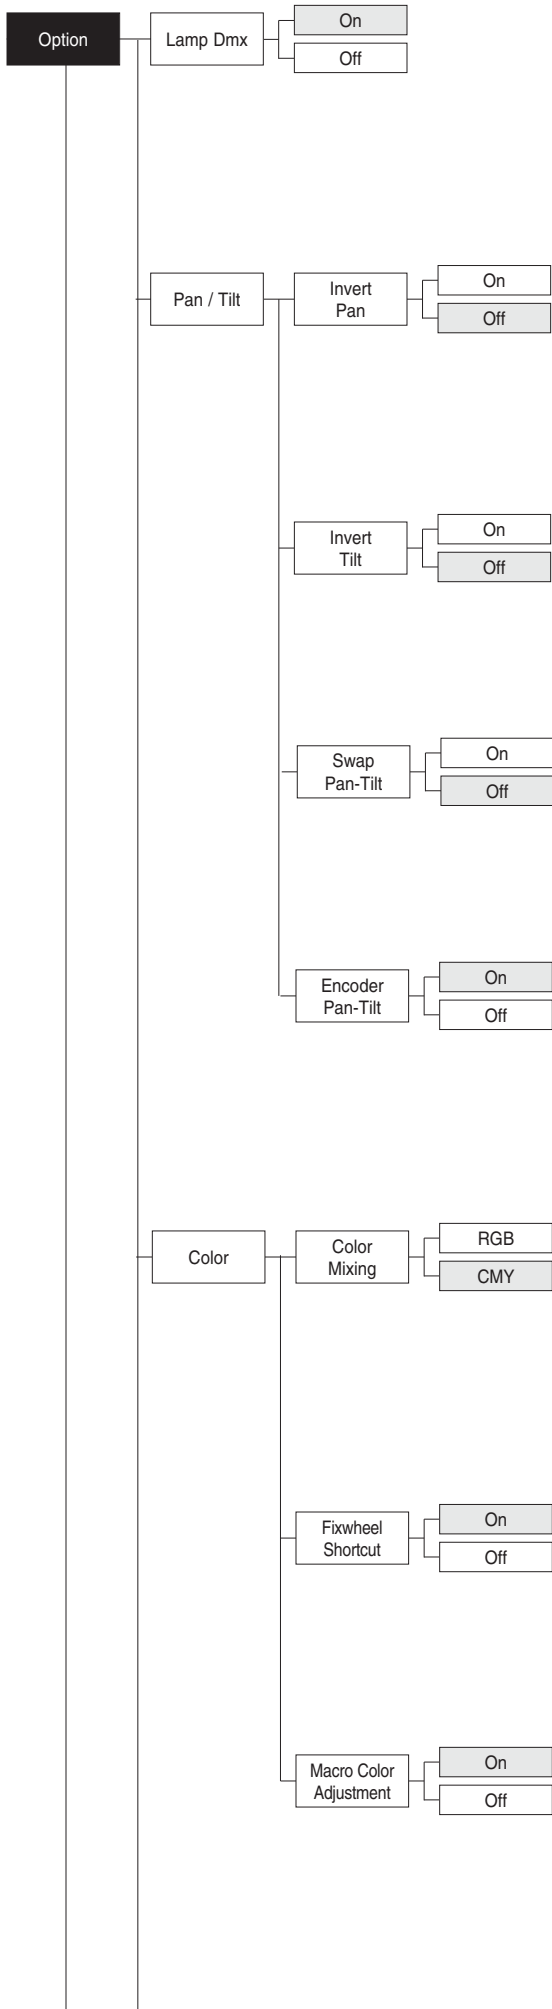 Option
Lamp Dmx
On
Off
Pan / Tilt
Invert
Pan
On
Off
Invert
Tilt
On
Off
Swap
Pan-Tilt
On
Off
Encoder
Pan-Tilt
On
Off
Color
Color
Mixing
RGB
CMY
Fixwheel
Shortcut
On
Off
Macro Color
Adjustment
On
Off